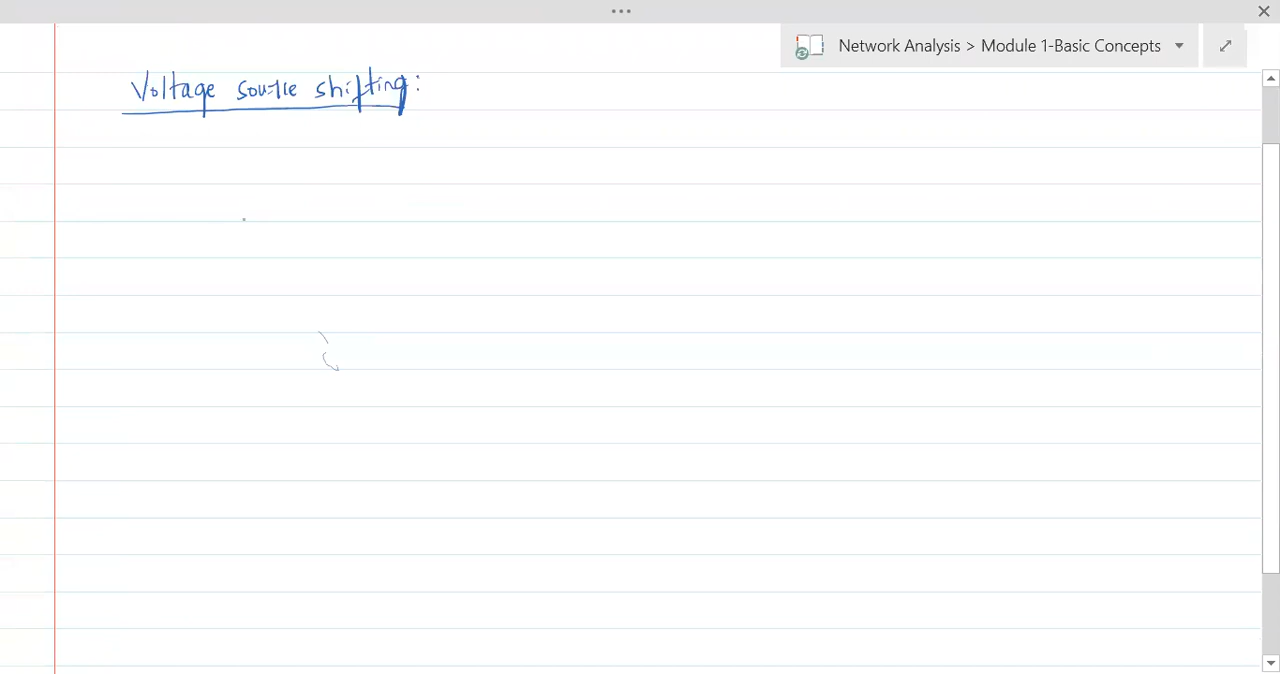 Network Analysis > Module 1-Basic Concepts
Voltage source shifting: